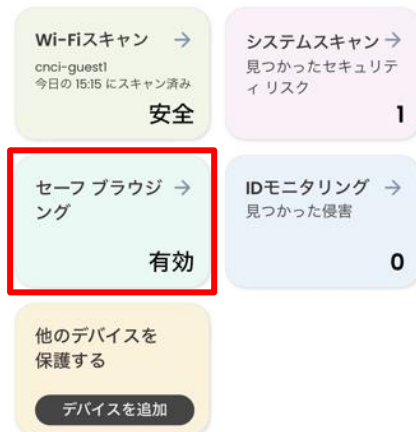 Wi-Fiスキャン
cnci-guest1
今日の 15:15 にスキャン済み
安全
システムスキャン
見つかったセキュリテ
ィ リスク
1
セーフ ブラウジ
ング
有効
IDモニタリング
見つかった侵害
0
他のデバイスを
保護する
デバイスを追加